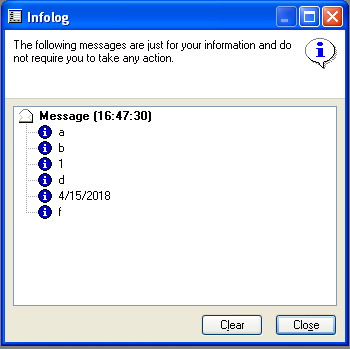 Infolog
The following messages are just for your information and do
not require you to take any action.
Message (16:47:30)
a
b
1
d
4/15/2018
f
Clear
Close